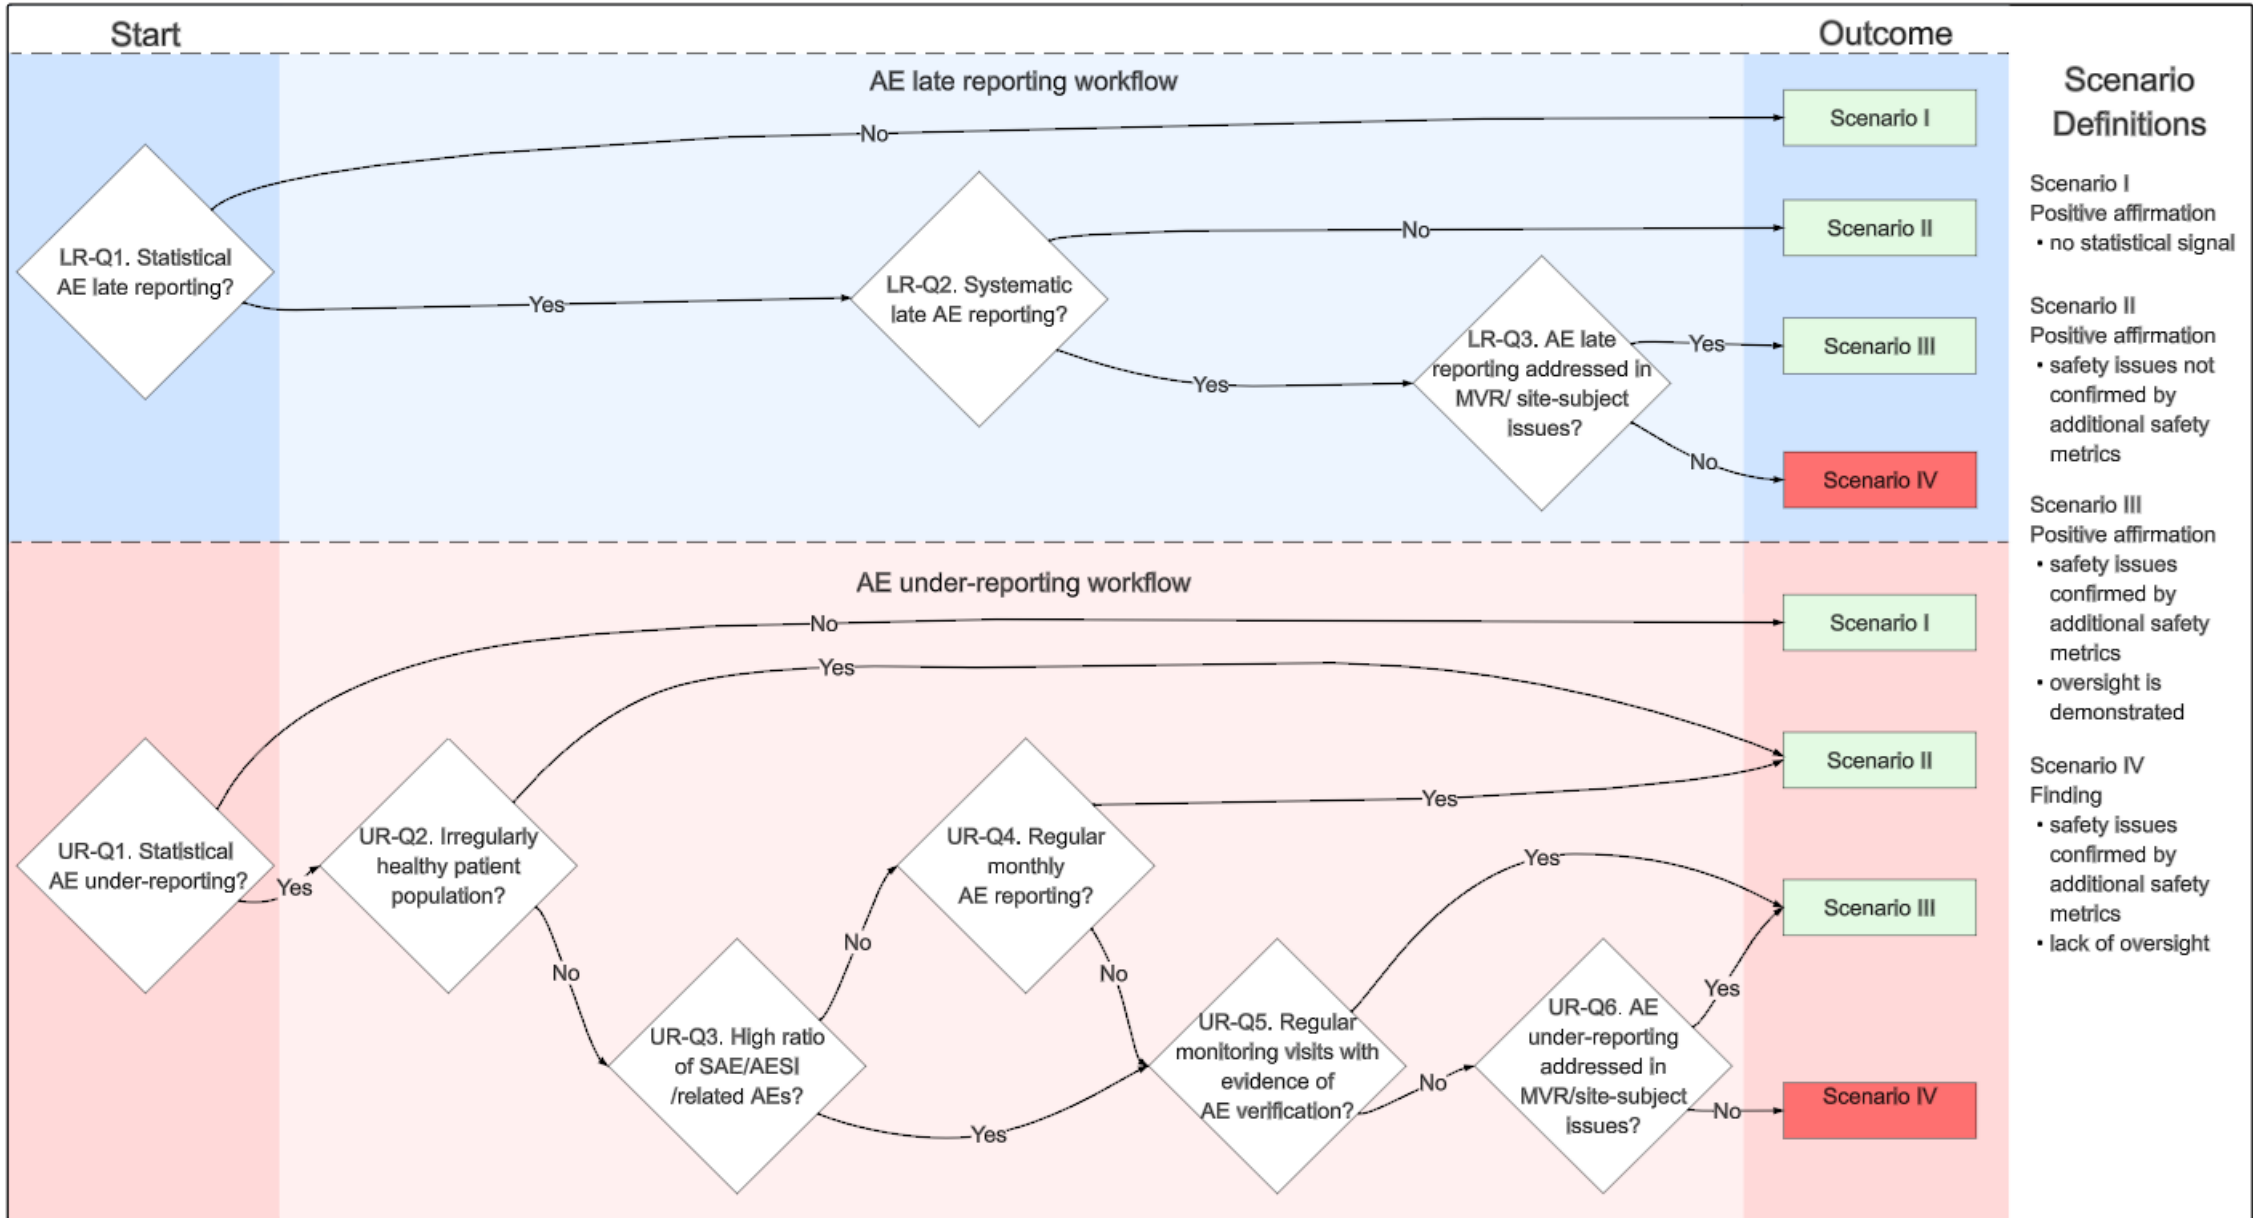 Start
Outcome
AE late reporting workflow
Scenario I
No
LR-Q1. Statistical
AE late reporting?
Yes
LR-Q2. Systematic
late AE reporting?
No
Scenario II
Yes
LR-Q3. AE late
reporting addressed in
MVR/ site-subject
issues?
Yes
Scenario III
No
Scenario IV
AE under-reporting workflow
No
Scenario I
Yes
Scenario II
UR-Q1. Statistical
AE under-reporting?
Yes
UR-Q2. Irregularly
healthy patient
population?
No
UR-Q3. High ratio
of SAE/AESI
/related AEs?
No
Yes
UR-Q4. Regular
monthly
AE reporting?
Yes
No
UR-Q5. Regular
monitoring visits with
evidence of
AE verification?
Yes
No
Scenario III
UR-Q6. AE
under-reporting
addressed in
MVR/site-subject
issues?
Yes
No
Scenario IV
Scenario
Definitions
Scenario I
Positive affirmation
• no statistical signal
Scenario II
Positive affirmation
• safety issues not
confirmed by
additional safety
metrics
Scenario III
Positive affirmation
• safety issues
confirmed by
additional safety
metrics
• oversight is
demonstrated
Scenario IV
Finding
• safety issues
confirmed by
additional safety
metrics
• lack of oversight